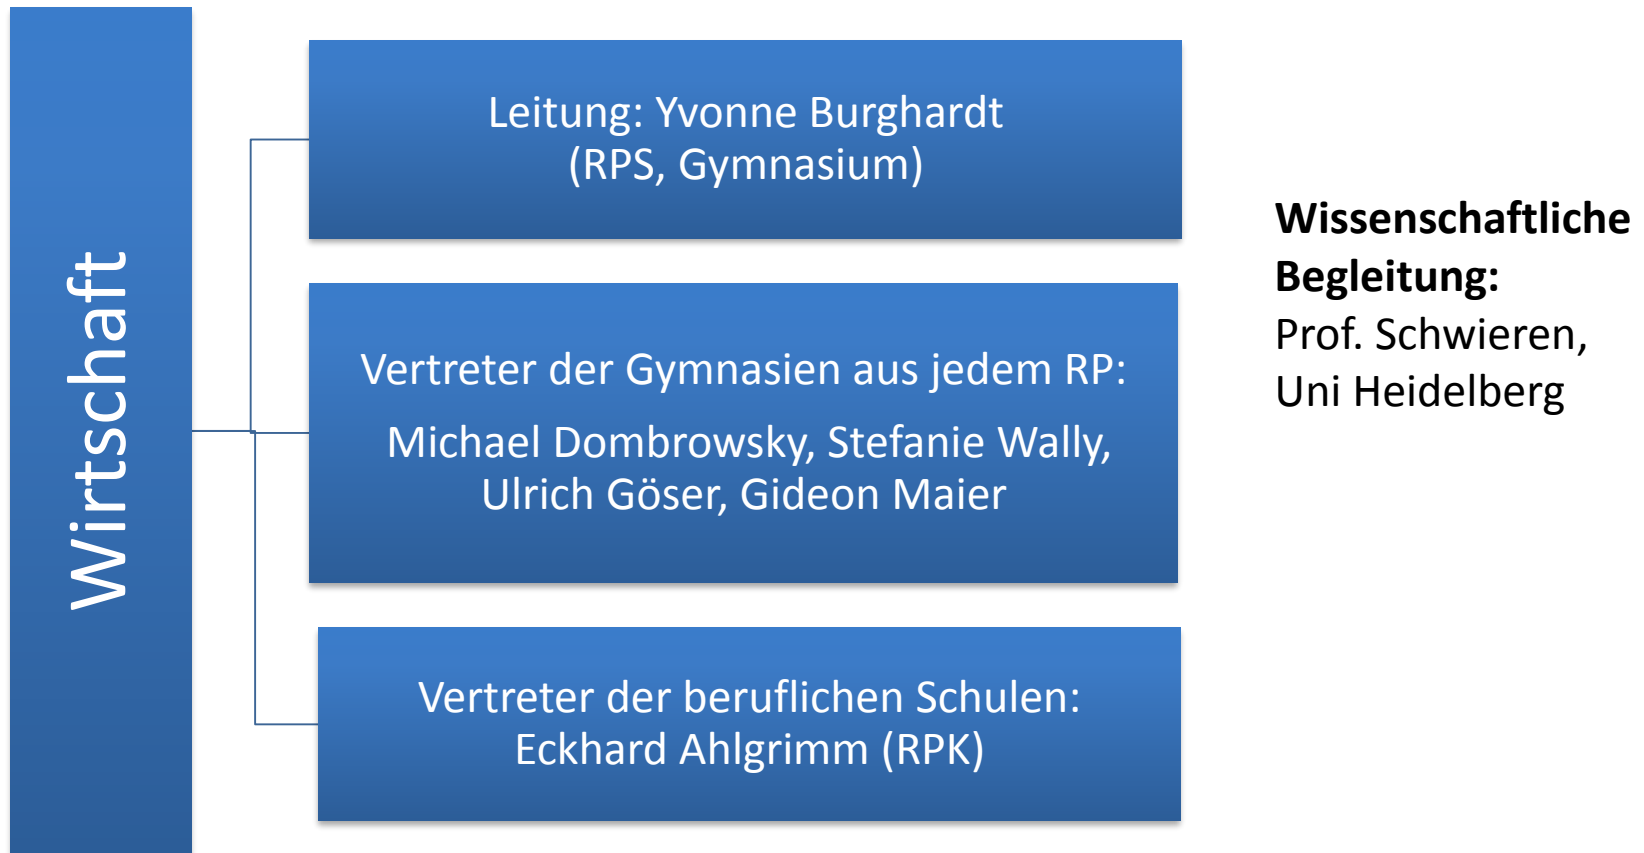 Wirtschaft
Leitung: Yvonne Burghardt
(RPS, Gymnasium)
Vertreter der Gymnasien aus jedem RP:
Michael Dombrowsky, Stefanie Wally,
Ulrich Göser, Gideon Maier
Vertreter der beruflichen Schulen:
Eckhard Ahlgrimm (RPK)
Wissenschaftliche
Begleitung:
Prof. Schwieren,
Uni Heidelberg